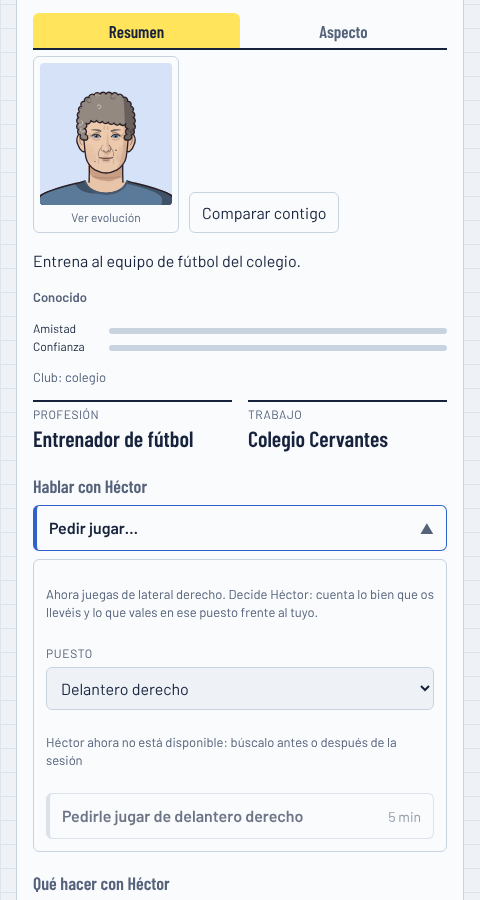 Resumen
Aspecto
Ver evolución
Comparar contigo
Entrena al equipo de fútbol del colegio.
Conocido
Amistad
Confianza
Club: colegio
PROFESIÓN
Entrenador de fútbol
TRABAJO
Colegio Cervantes
Hablar con Héctor
Pedir jugar...
Ahora juegas de lateral derecho. Decide Héctor: cuenta lo bien que os
llevéis y lo que vales en ese puesto frente al tuyo.
PUESTO
Delantero derecho
Héctor ahora no está disponible: búscalo antes o después de la
sesión
Pedirle jugar de delantero derecho
5 min
Qué hacer con Héctor